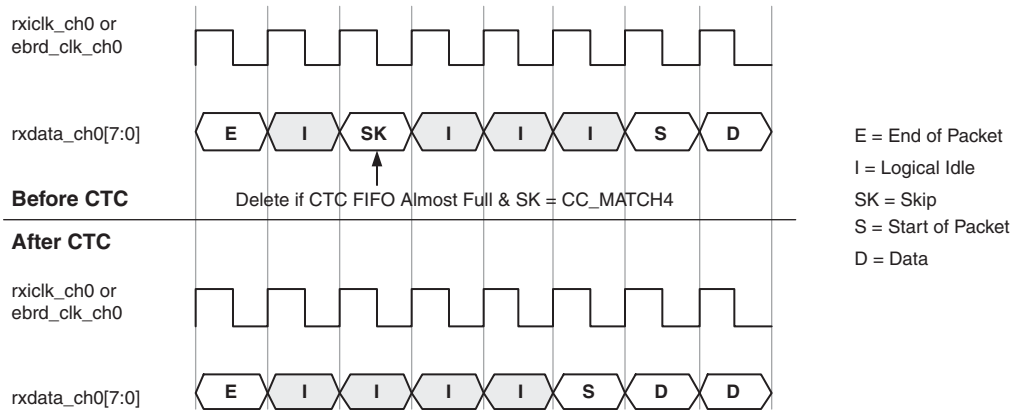 rxiclk_ch0 or
ebrd_clk_ch0
rxdata_ch0[7:0]
E I SK I I I S D
Before CTC
Delete if CTC FIFO Almost Full & SK = CC_MATCH4
After CTC
rxiclk_ch0 or
ebrd_clk_ch0
rxdata_ch0[7:0]
E I I I I S D D
E = End of Packet
I = Logical Idle
SK = Skip
S = Start of Packet
D = Data